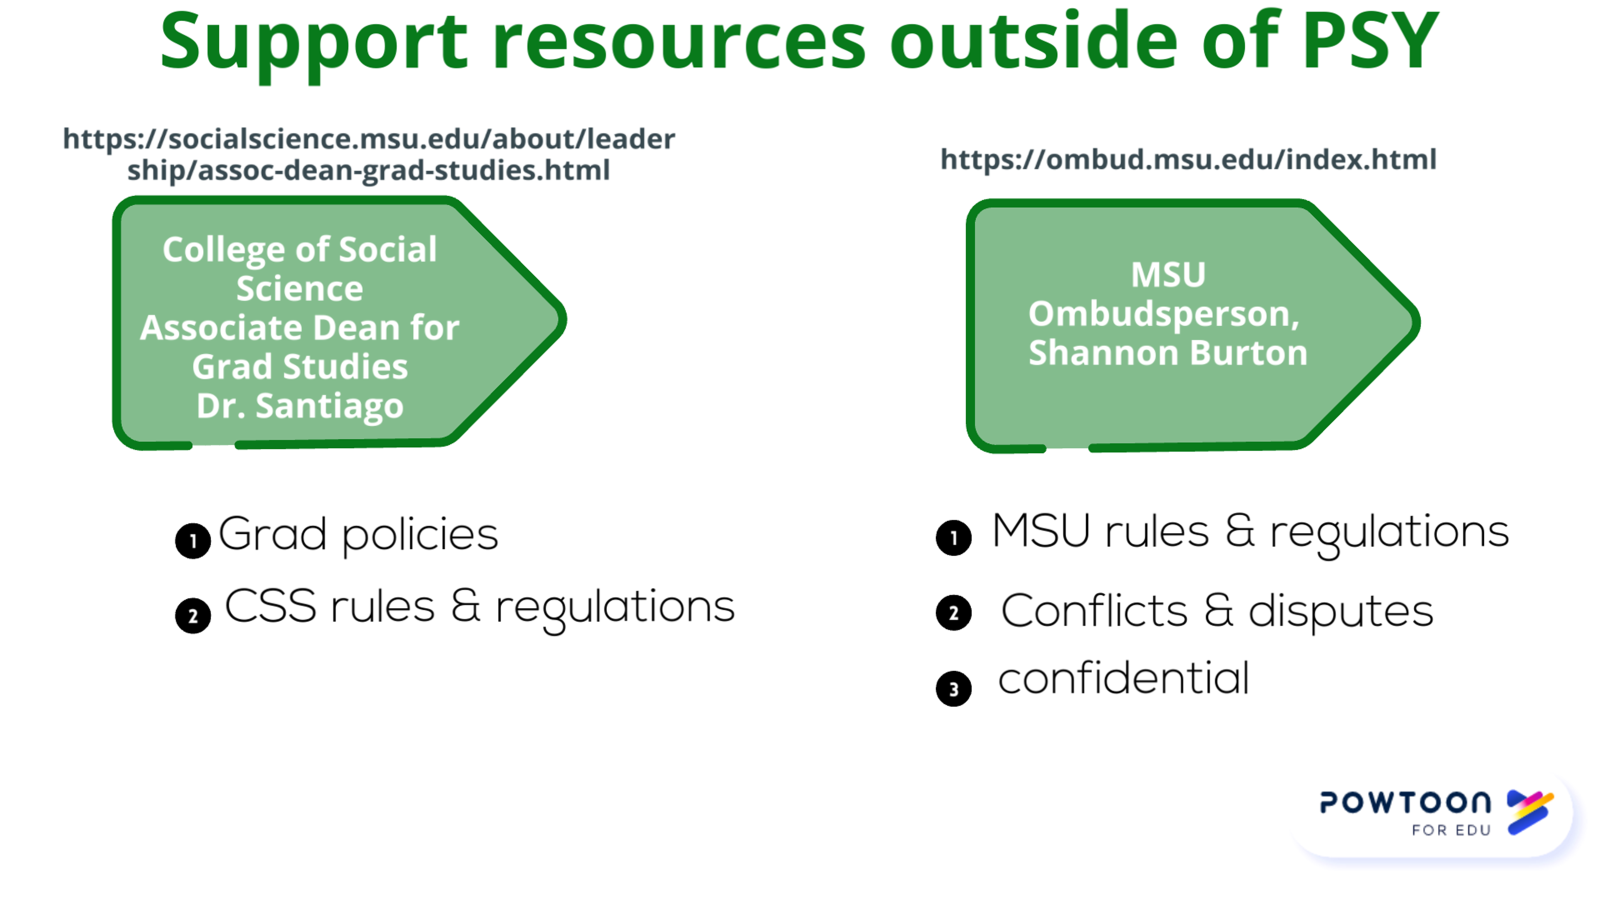 Support resources outside of PSY
https://socialscience.msu.edu/about/leader
ship/assoc-dean-grad-studies.html
College of Social
Science
Associate Dean for
Grad Studies
Dr. Santiago
1 Grad policies
2 CSS rules & regulations
https://ombud.msu.edu/index.html
MSU
Ombudsperson,
Shannon Burton
1 MSU rules & regulations
2 Conflicts & disputes
3 confidential
POWTOON
FOR EDU